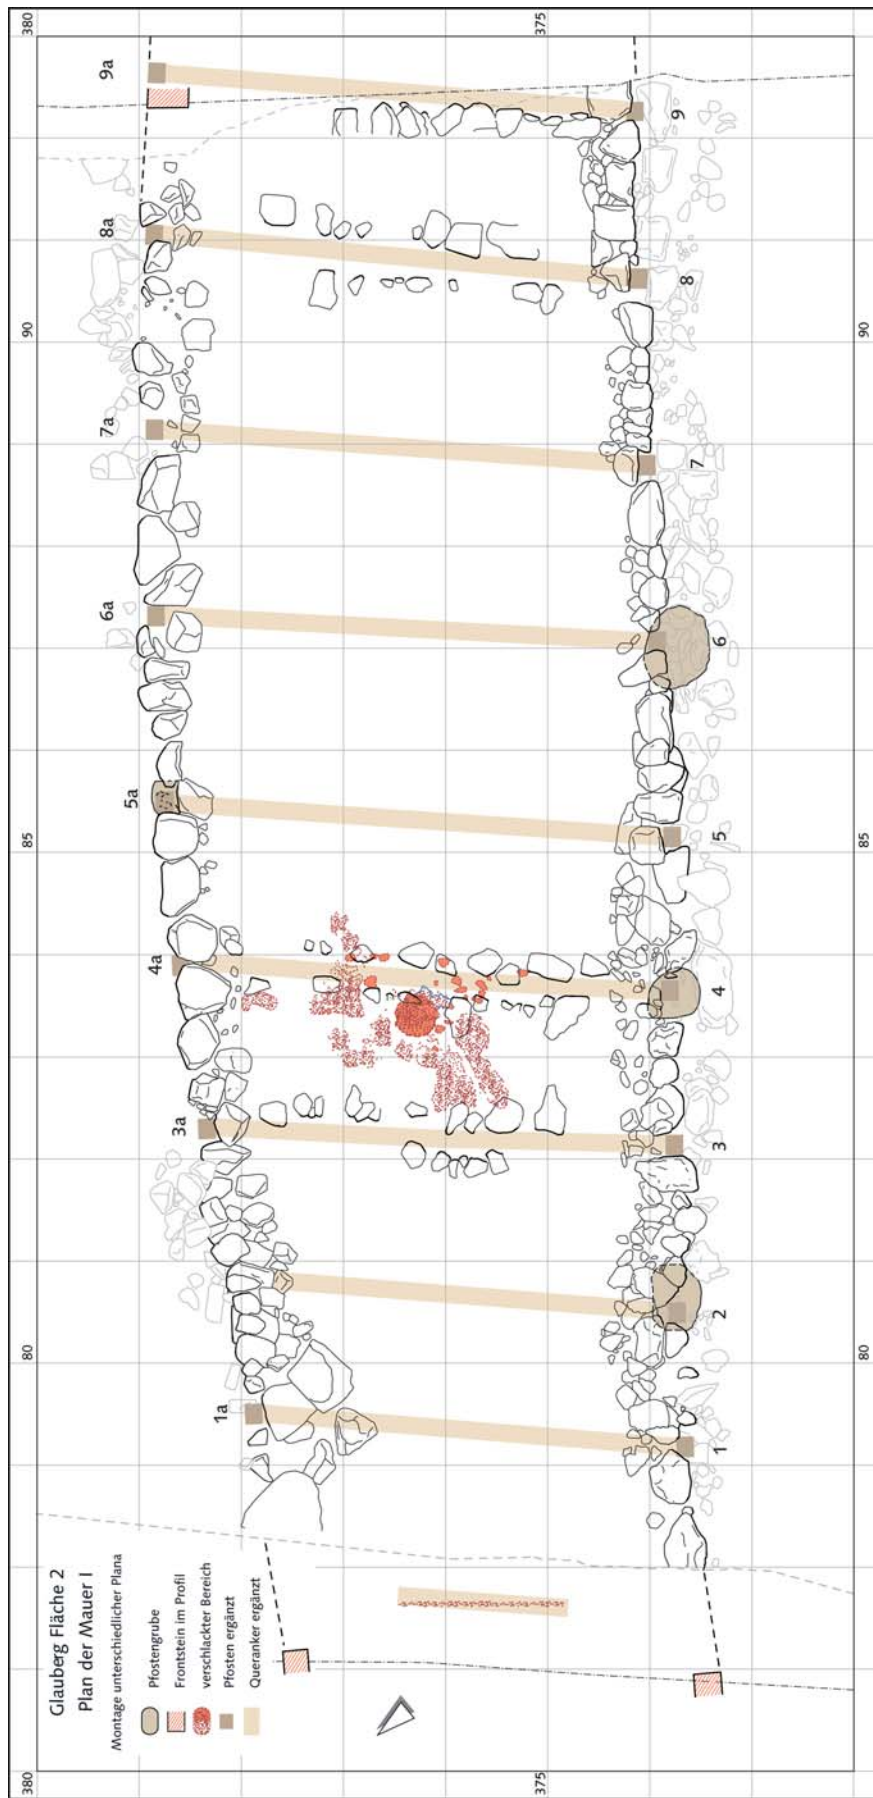 Glauberg Fläche 2
Plan der Mauer I
Montage unterschiedlicher Plana
Pfostengrube
Frontstein im Profil
verschlackter Bereich
Pfosten ergänzt
Queranker ergänzt
380
80
85
90
380
1a
3a
4a
5a
6a
7a
8a
9a
375
375
1
2
3
4
5
6
7
8
9
80
90